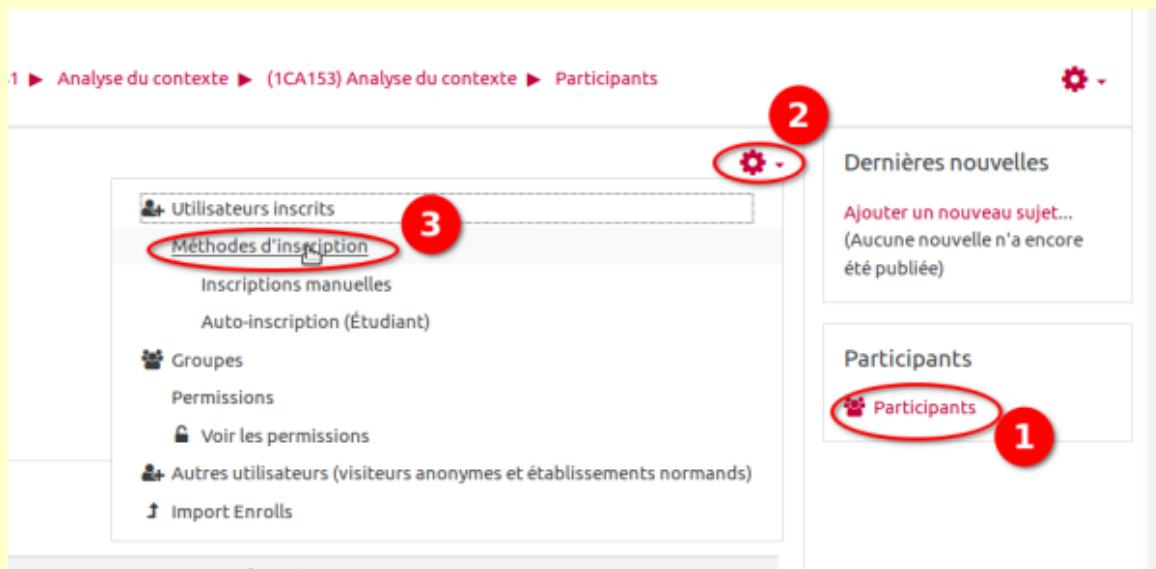 1 ▶ Analyse du contexte ▶ (1CA153) Analyse du contexte ▶ Participants
2
Utilisateurs inscrits
3
Méthodes d'inscription
Inscriptions manuelles
Auto-inscription (Étudiant)
Groupes
Permissions
Voir les permissions
Autres utilisateurs (visiteurs anonymes et établissements normands)
Import Enrolls
Dernières nouvelles
Ajouter un nouveau sujet...
(Aucune nouvelle n'a encore
été publiée)
Participants
Participants
1